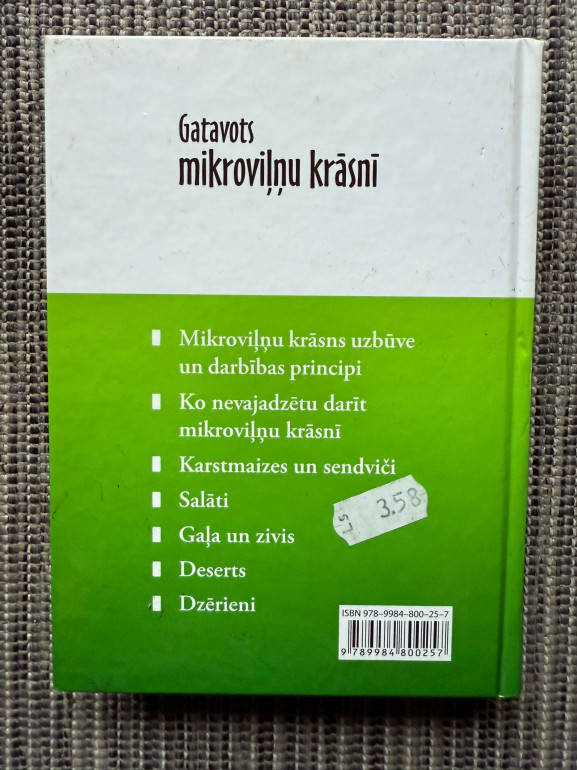 Gatavots
mikroviļņu krāsnī
Mikroviļņu krāsns uzbūve
un darbības principi
Ko nevajadzētu darīt
mikroviļņu krāsnī
Karstmaizes un sendviči
Salāti
Gaļa un zivis
Deserts
Dzērieni
3.58
ISBN 978-9984-800-25-7
9 789984 800257